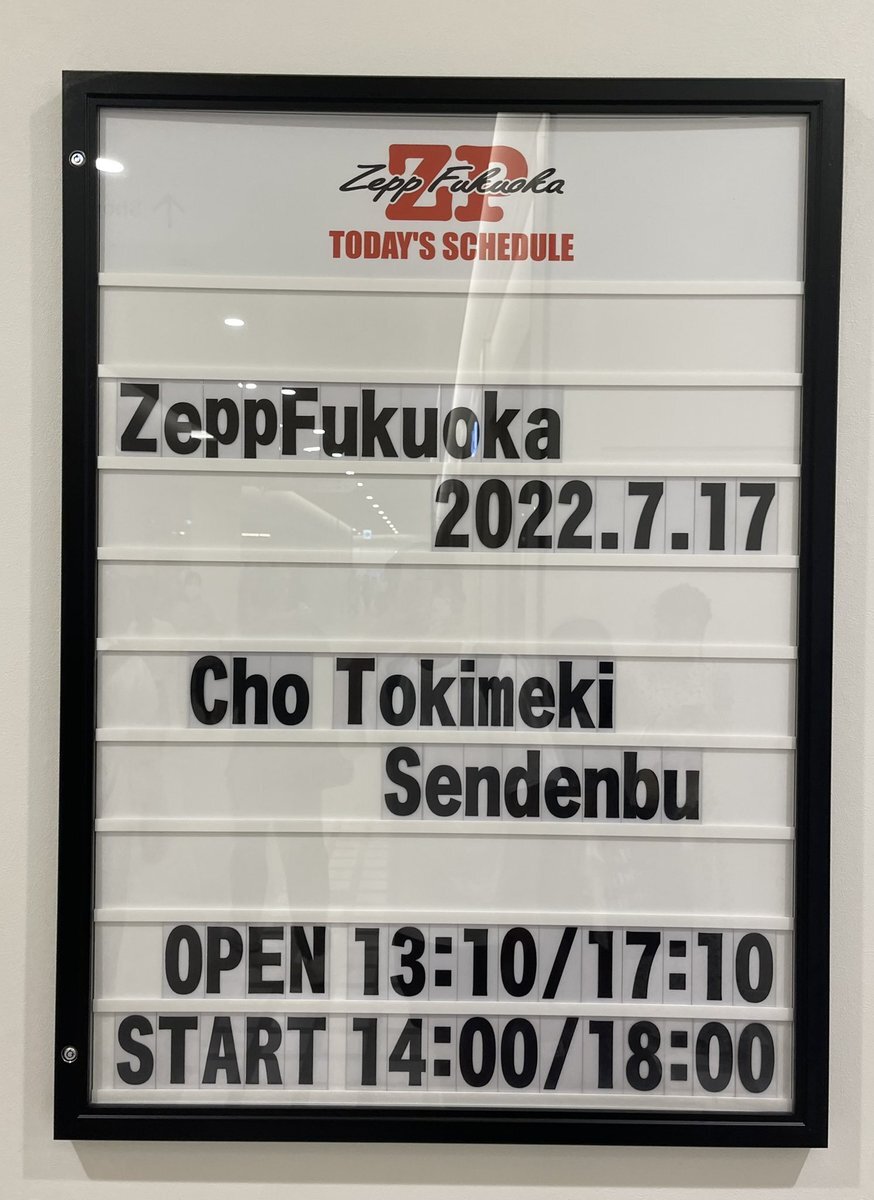 ZP
Zepp Fukuoka
TODAY'S SCHEDULE
ZeppFukuoka
2022.7.17
Cho Tokimeki
Sendenbu
OPEN 13:10/17:10
START 14:00/18:00